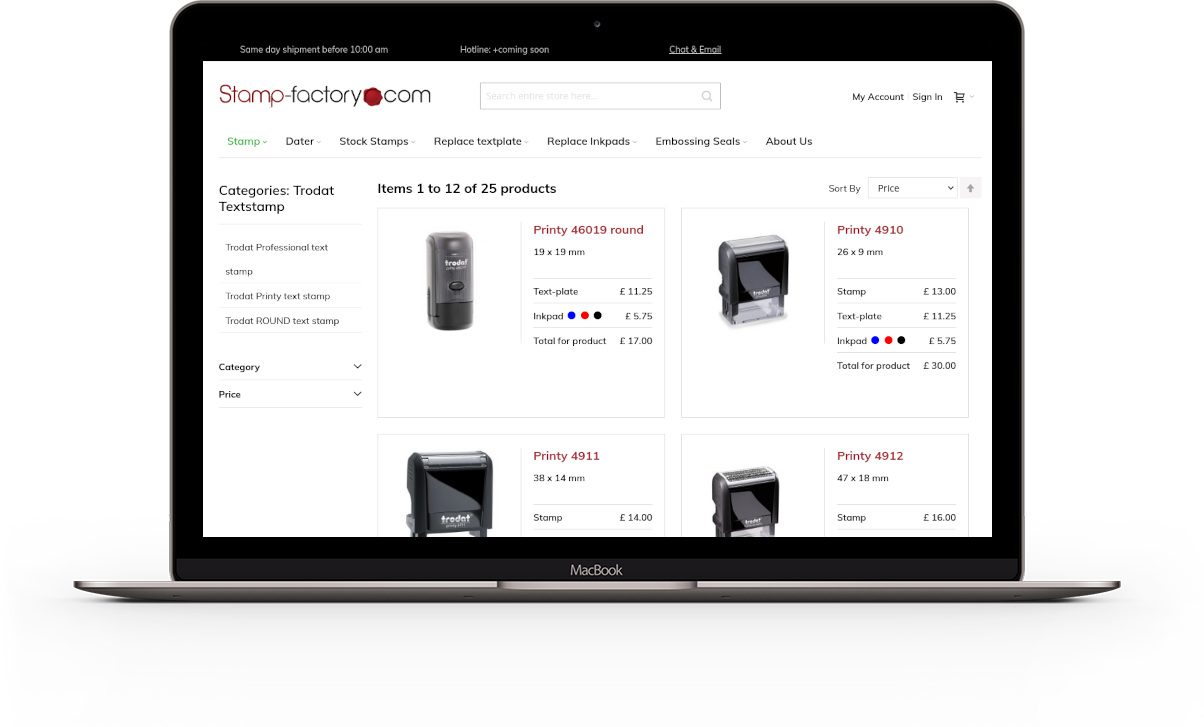 Same day shipment before 10:00 am
Hotline: +coming soon
Chat & Email
Stamp-factory.com
Search entire store here...
My Account Sign In
Stamp Dater Stock Stamps Replace textplate Replace Inkpads Embossing Seals About Us
Categories: Trodat
Textstamp
Trodat Professional text
stamp
Trodat Printy text stamp
Trodat ROUND text stamp
Category
Price
Items 1 to 12 of 25 products
Sort By Price
trodat
Printy 46019 round
19 x 19 mm
Text-plate £ 11.25
Inkpad £ 5.75
Total for product £ 17.00
trodat
Printy 4910
26 x 9 mm
Stamp £ 13.00
Text-plate £ 11.25
Inkpad £ 5.75
Total for product £ 30.00
trodat
Printy 4911
38 x 14 mm
Stamp £ 14.00
trodat
Printy 4912
47 x 18 mm
Stamp £ 16.00
MacBook